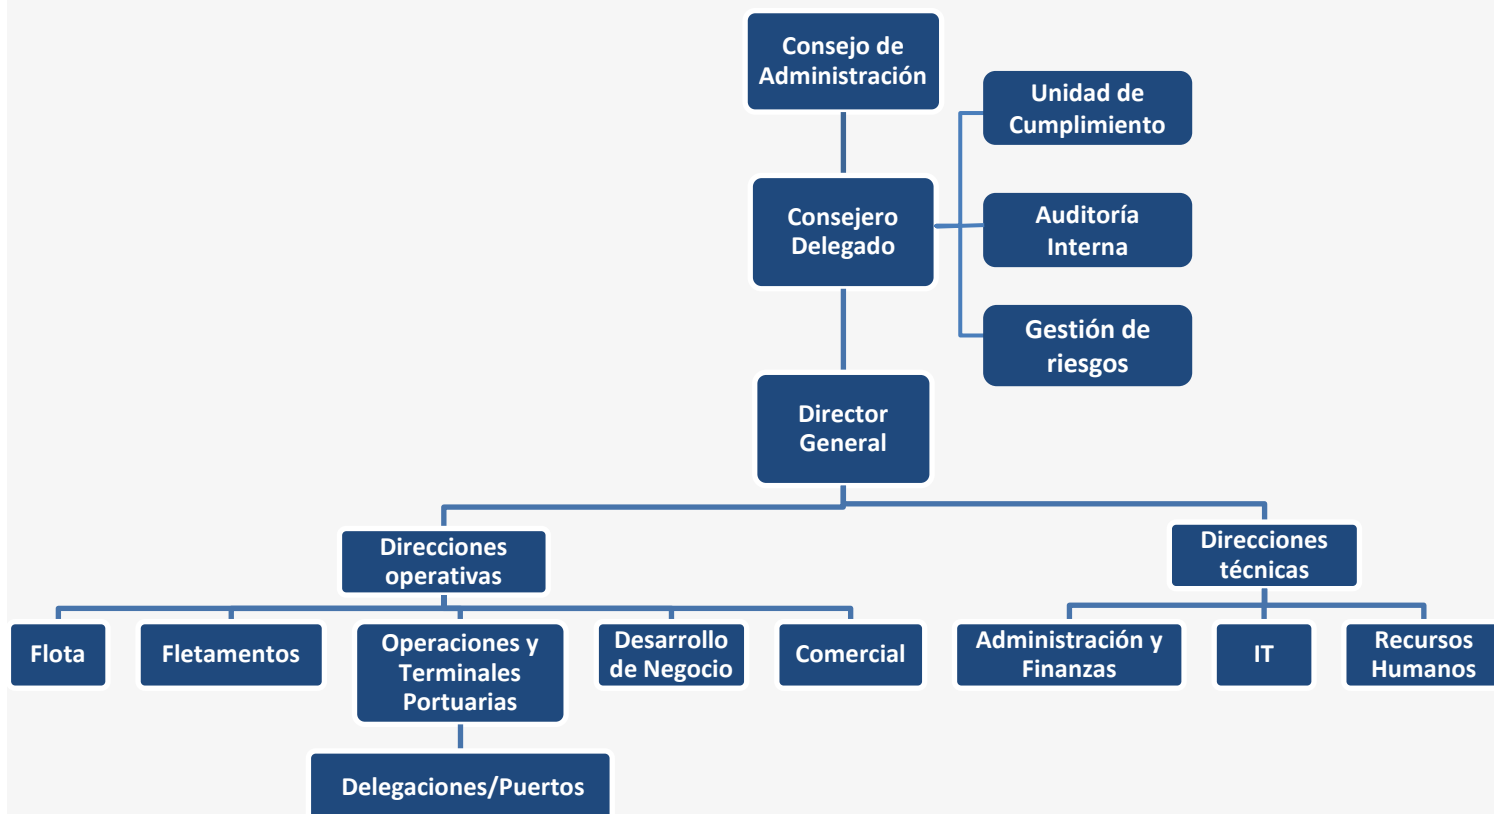 Consejo de
Administración
Unidad de
Cumplimiento
Consejero
Delegado
Auditoría
Interna
Gestión de
riesgos
Director
General
Direcciones
operativas
Direcciones
técnicas
Flota
Fletamentos
Operaciones y
Terminales
Portuarias
Desarrollo
de Negocio
Comercial
Administración y
Finanzas
IT
Recursos
Humanos
Delegaciones/Puertos